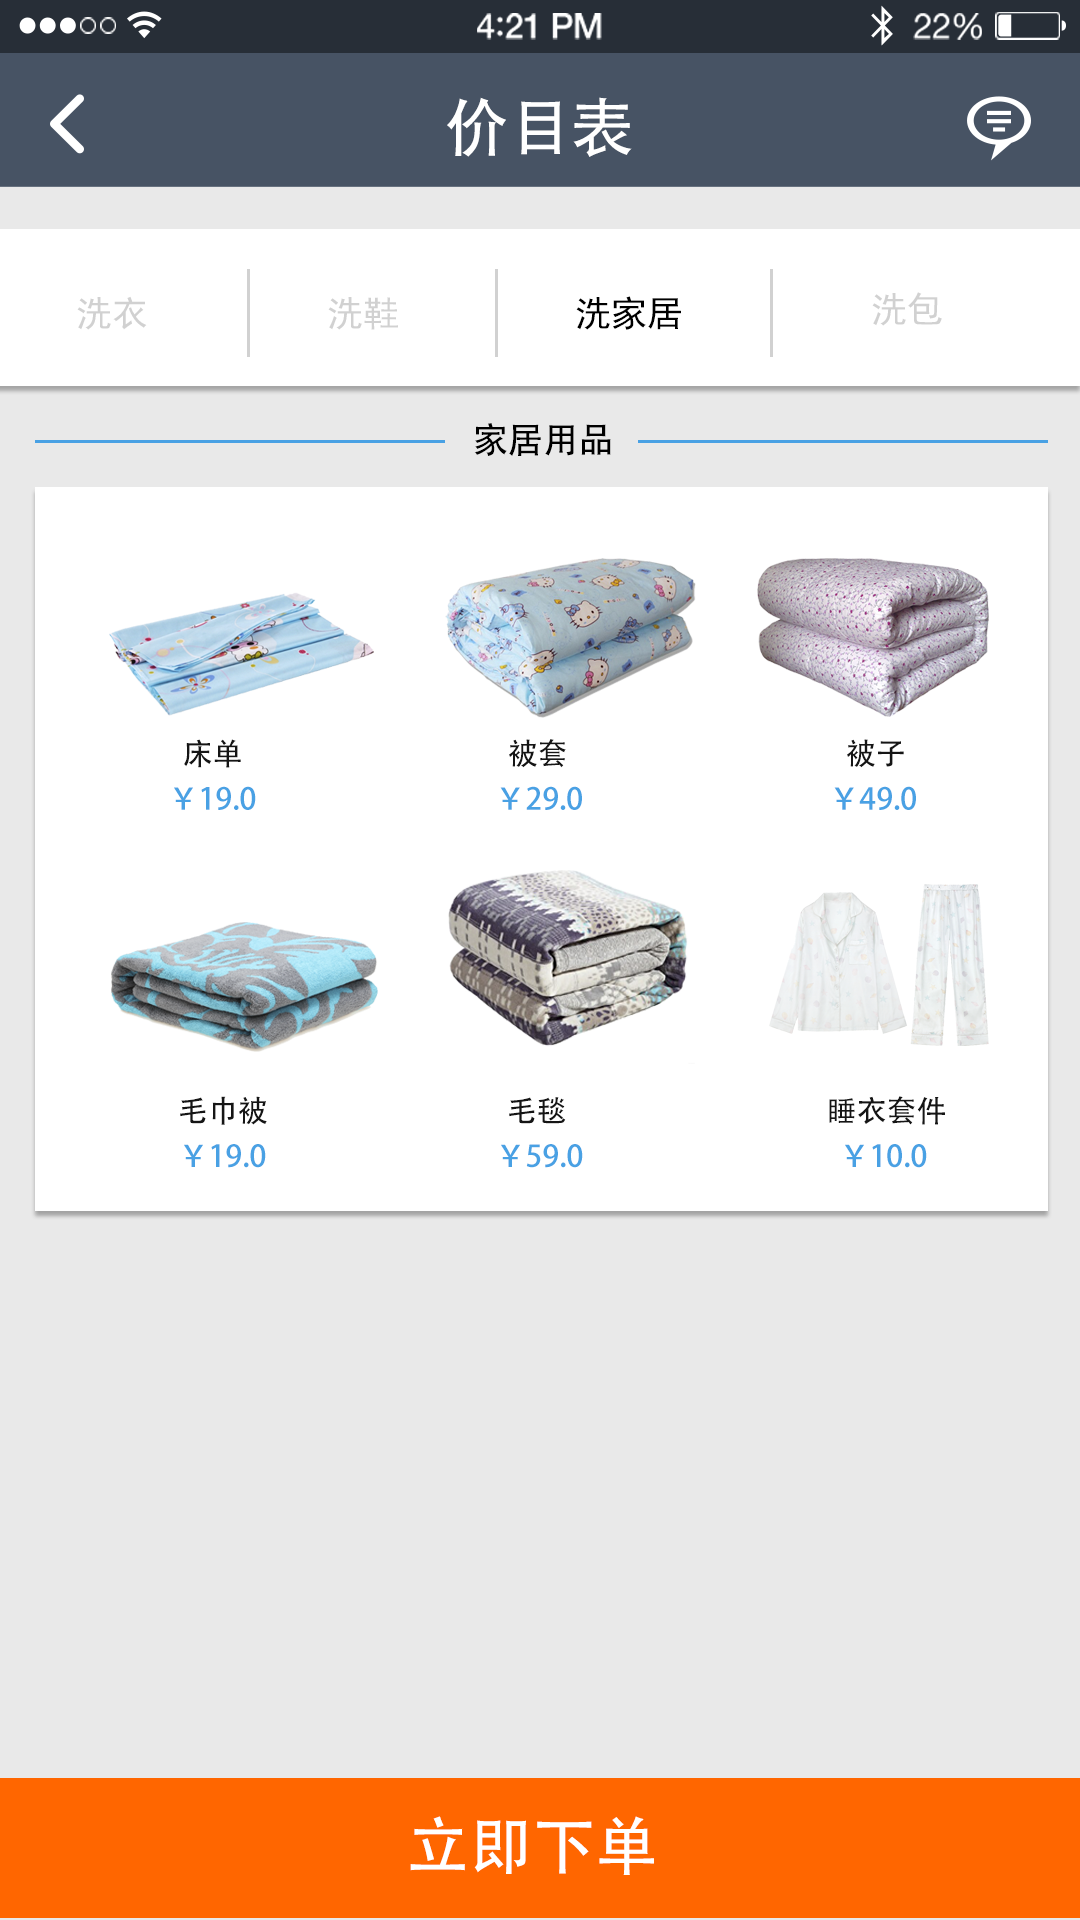 4:21 PM 22%
价目表
洗衣 洗鞋 洗家居 洗包
家居用品
床单 被套 被子
￥19.0 ￥29.0 ￥49.0
毛巾被 毛毯 睡衣套件
￥19.0 ￥59.0 ￥10.0
立即下单